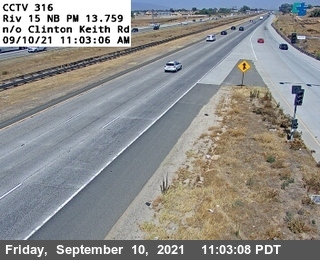 CCTV 316
Riv 15 NB PM 13.759
n/o Clinton Keith Rd
09/10/21 11:03:06 AM
Friday, September 10, 2021 11:03:08 PDT